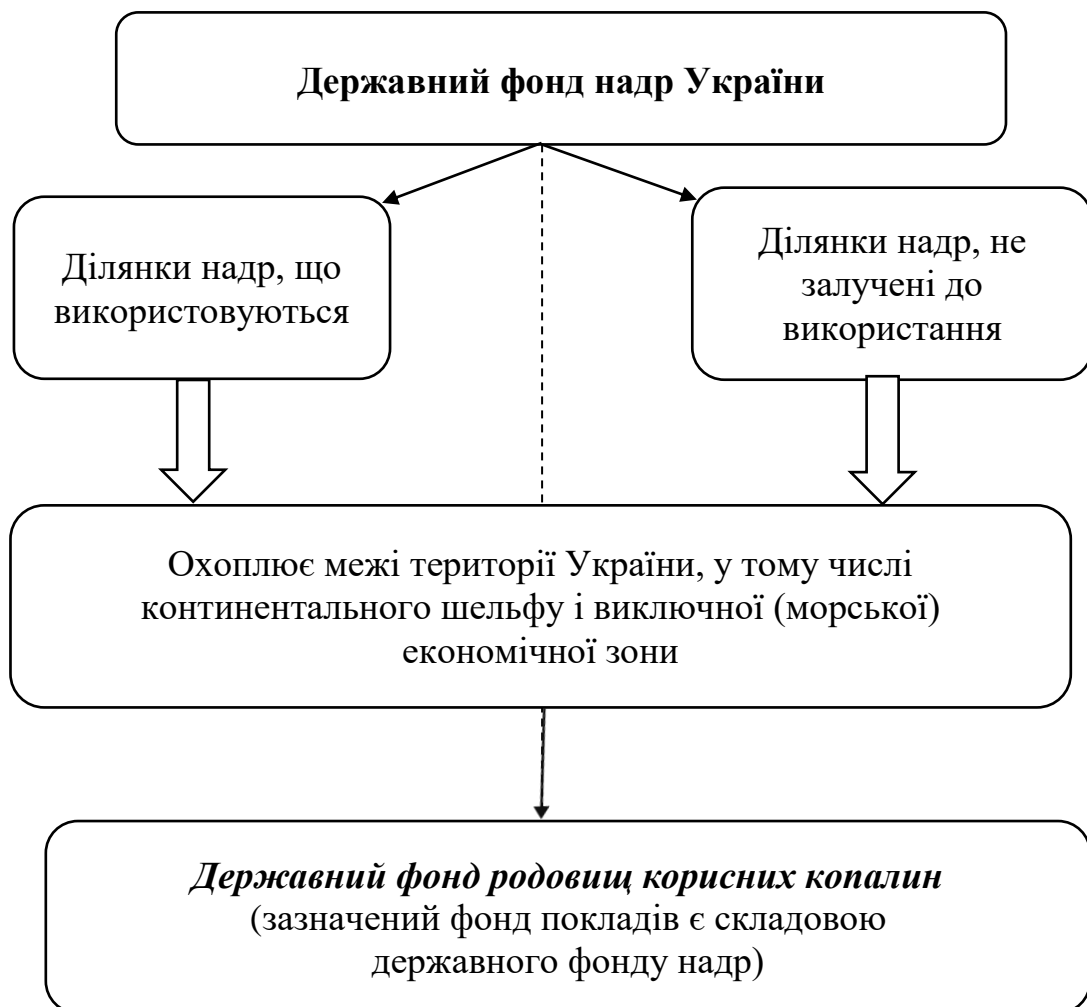 Державний фонд надр України
Ділянки надр, що
використовуються
Ділянки надр, не
залучені до
використання
Охоплює межі території України, у тому числі
континентального шельфу і виключної (морської)
економічної зони
Державний фонд родовищ корисних копалин
(зазначений фонд покладів є складовою
державного фонду надр)